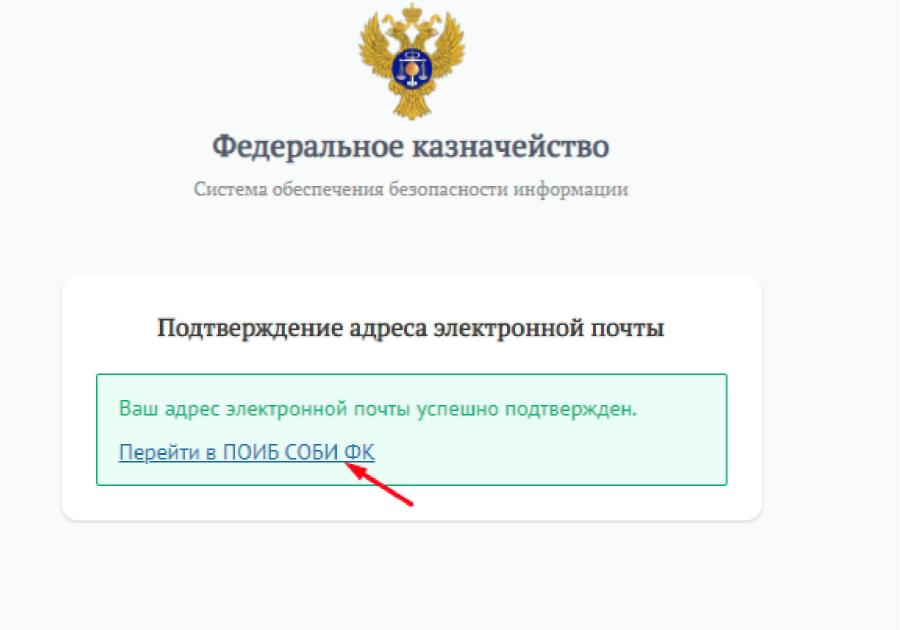 Федеральное казначейство
Система обеспечения безопасности информации
Подтверждение адреса электронной почты
Ваш адрес электронной почты успешно подтвержден.
Перейти в ПОИБ СОБИ ФК